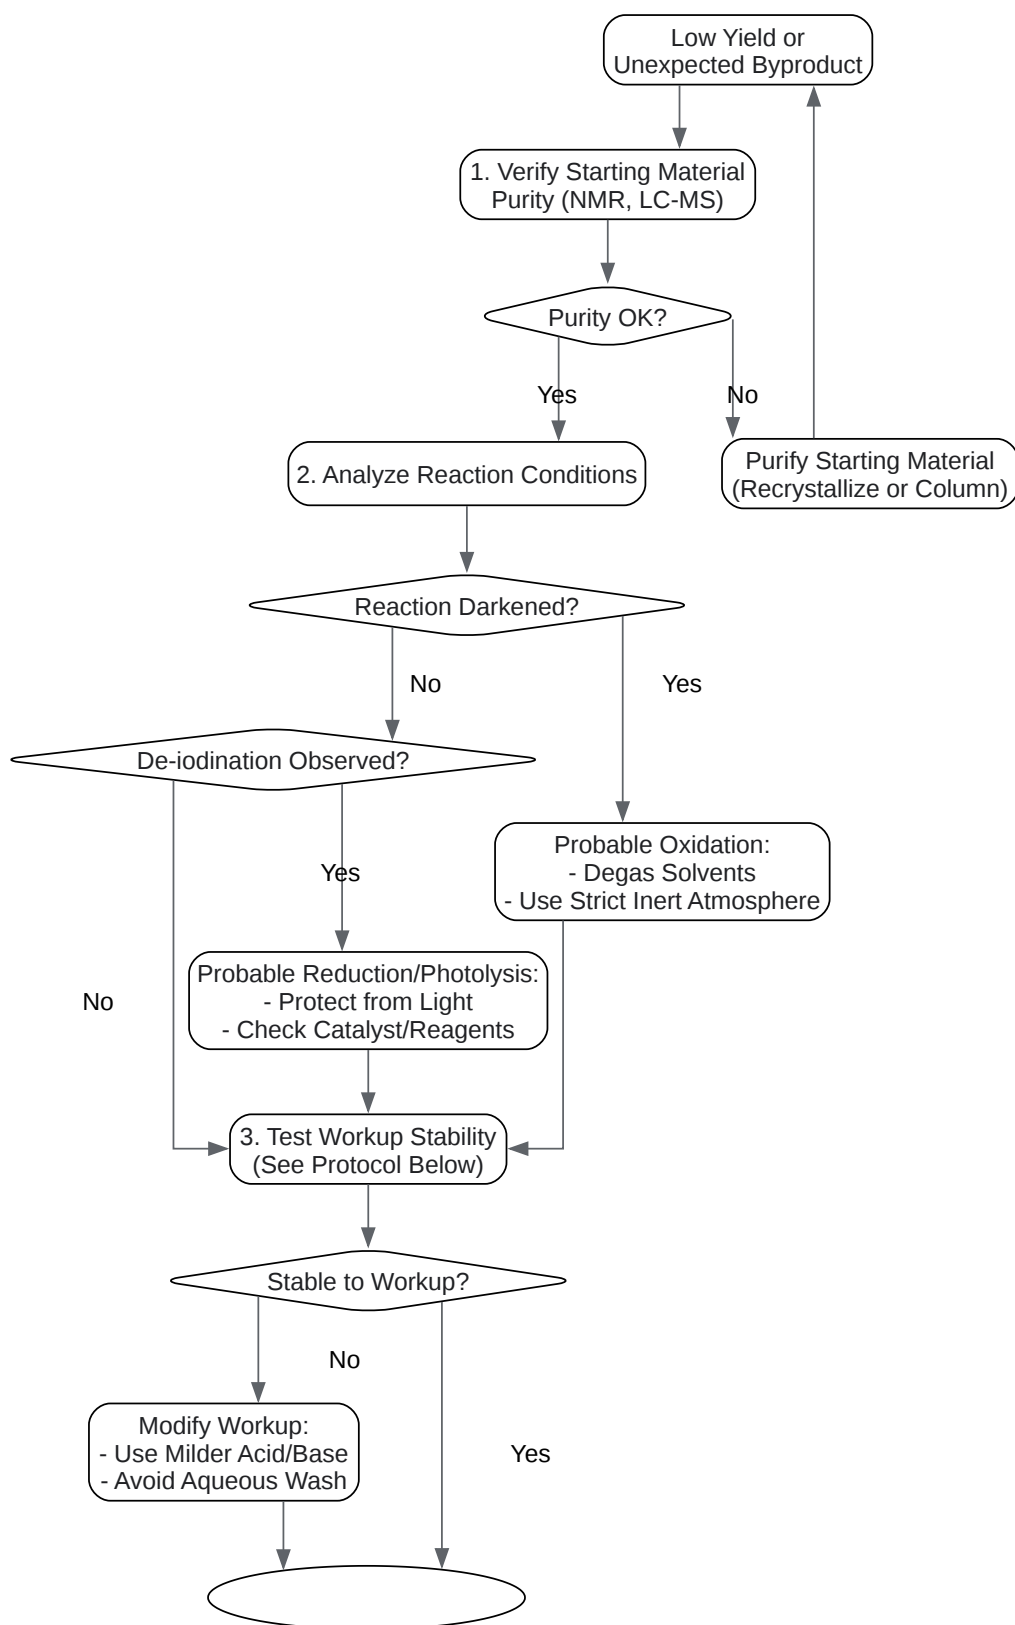 Low Yield or
Unexpected Byproduct
1. Verify Starting Material
Purity (NMR, LC-MS)
Purity OK?
Yes
No
2. Analyze Reaction Conditions
Purify Starting Material
(Recrystallize or Column)
Reaction Darkened?
No
Yes
De-iodination Observed?
Yes
Probable Oxidation:
- Degas Solvents
- Use Strict Inert Atmosphere
No
Probable Reduction/Photolysis:
- Protect from Light
- Check Catalyst/Reagents
3. Test Workup Stability
(See Protocol Below)
Stable to Workup?
No
Yes
Modify Workup:
- Use Milder Acid/Base
- Avoid Aqueous Wash